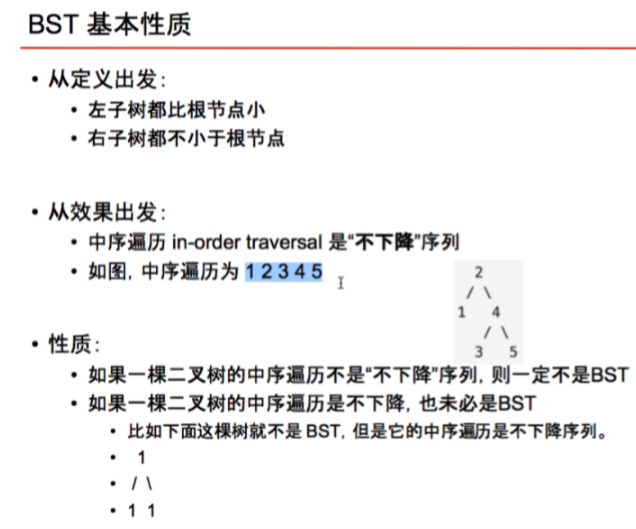 BST 基本性质
• 从定义出发:
• 左子树都比根节点小
• 右子树都不小于根节点
• 从效果出发:
• 中序遍历 in-order traversal 是“不下降”序列
• 如图, 中序遍历为 1 2 3 4 5
2
/ \
1 4
/ \
3 5
• 性质:
• 如果一棵二叉树的中序遍历不是“不下降”序列, 则一定不是BST
• 如果一棵二叉树的中序遍历是不下降, 也未必是BST
• 比如下面这棵树就不是 BST, 但是它的中序遍历是不下降序列。
• 1
• / \
• 1 1